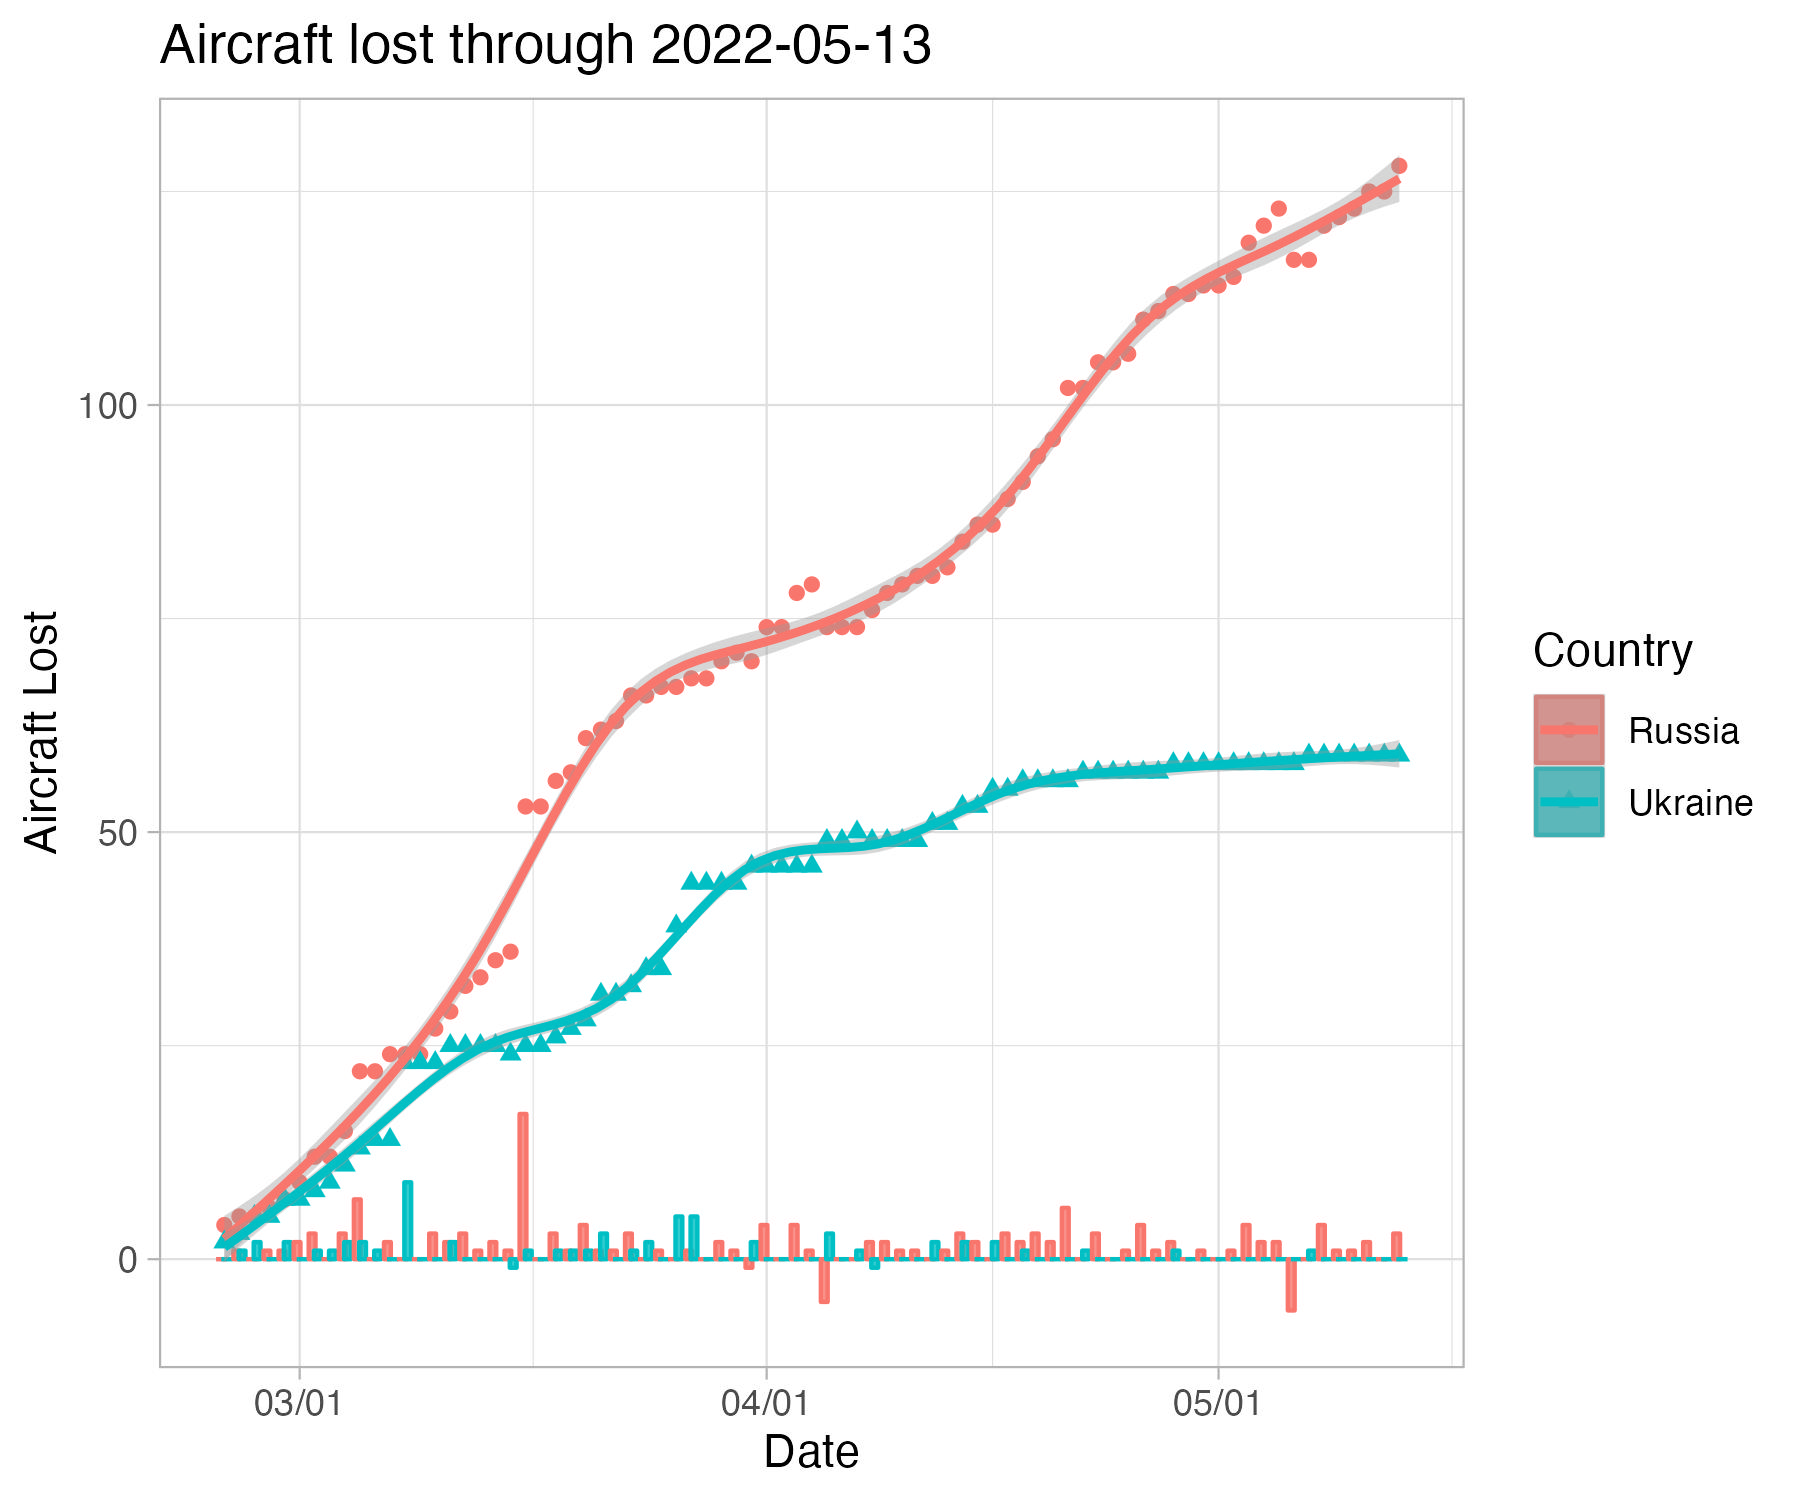 Aircraft lost through 2022-05-13
Aircraft Lost
100
50
0
03/01
04/01
05/01
Date
Country
Russia
Ukraine